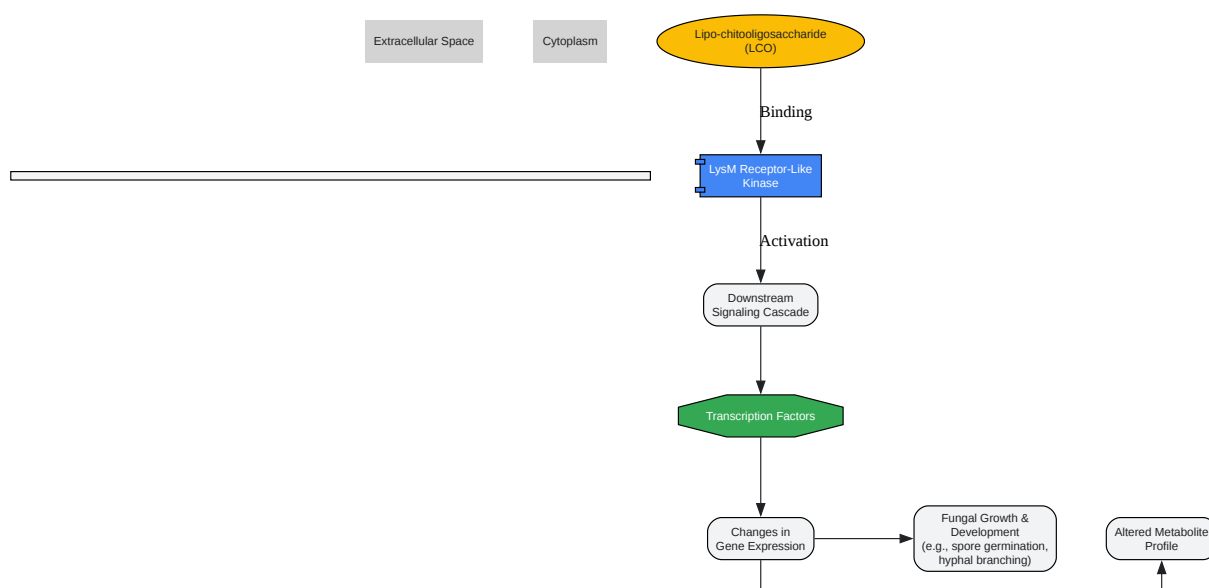 Extracellular Space
Cytoplasm
Lipo-chitooligosaccharide
(LCO)
Binding
LysM Receptor-Like
Kinase
Activation
Downstream
Signaling Cascade
Transcription Factors
Changes in
Gene Expression
Fungal Growth &
Development
(e.g., spore germination,
hyphal branching)
Altered Metabolite
Profile